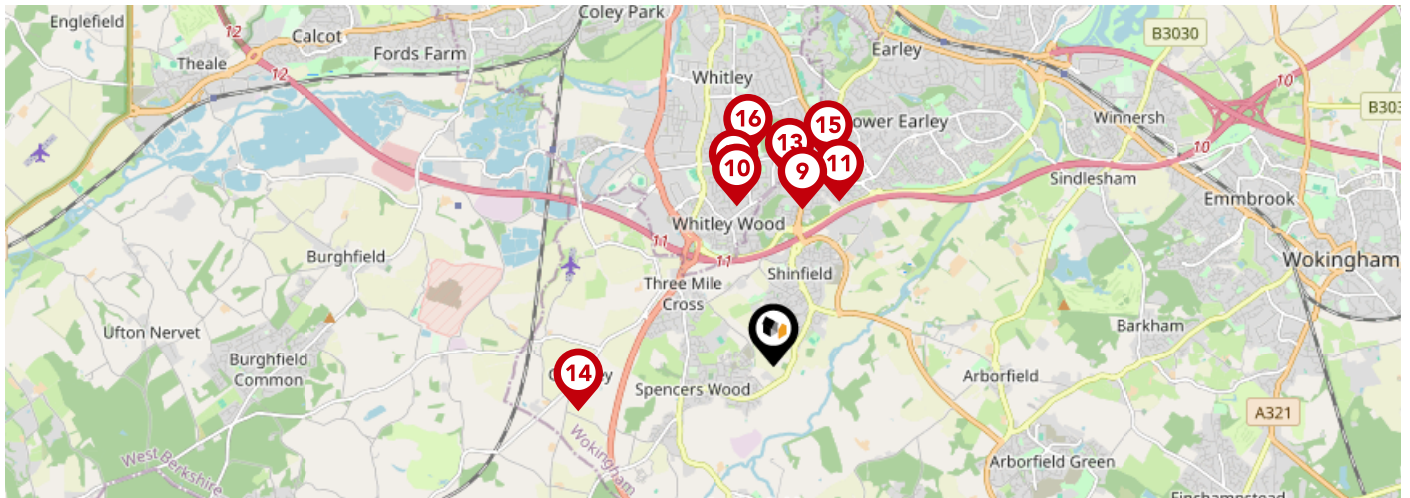 Englefield
12
Calcot
Theale
Fords Farm
12
Coley Park
Whitley
Earley
B3030
10
Winnersh
10
16
15
13
ower Earley
10
9
11
Sindlesham
Emmbrook
Wokingham
Whitley Wood
11
11
Burghfield
Shinfield
Three Mile
Cross
Ufton Nervet
Burghfield
Common
14
Spencers Wood
Barkham
Arborfield
A321
Wokingham
West Berkshire
Arborfield Green